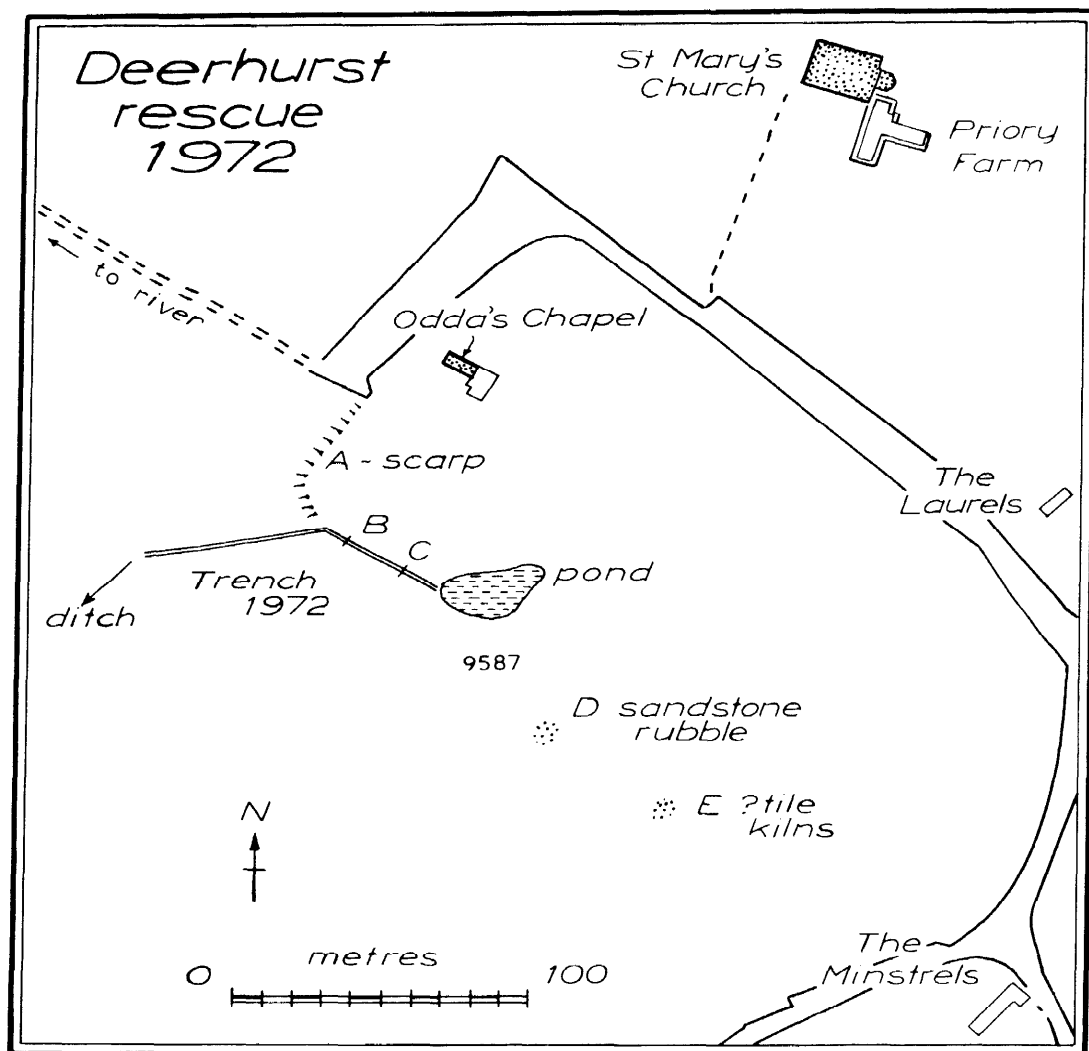 Deerhurst
rescue
1972
St Mary's
Church
Priory
Farm
to river
Odda's Chapel
A - scarp
The
Laurels
B
C
pond
Trench
1972
ditch
9587
D sandstone
rubble
E ?tile
kilns
N
metres
0 100
The
Minstrels